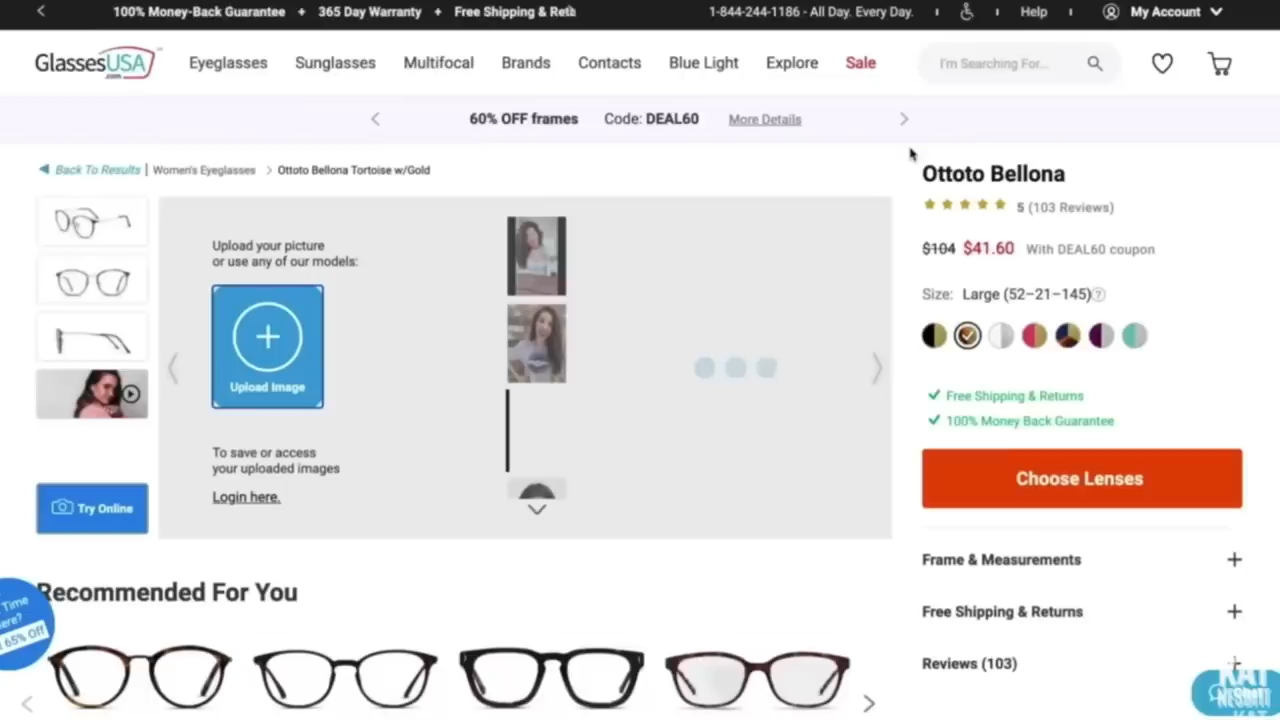 100% Money-Back Guarantee + 365 Day Warranty + Free Shipping &
1-844-244-1186 - All Day. Every Day. Help My Account
GlassesUSA
.com
Eyeglasses Sunglasses Multifocal Brands Contacts Blue Light Explore Sale
I'm Searching For...
60% OFF frames Code: DEAL60 More Details
Back To Results | Women's Eyeglasses > Ottoto Bellona Tortoise w/Gold
Upload your picture
or use any of our models:
Upload Image
To save or access
your uploaded images
Login here.
Try Online
Ottoto Bellona
5 (103 Reviews)
$104 $41.60 With DEAL60 coupon
Size: Large (52-21-145) ?
Free Shipping & Returns
100% Money Back Guarantee
Choose Lenses
Frame & Measurements +
Free Shipping & Returns +
Reviews (103)
Recommended For You
Time
65% Off
KAT
NESBITT